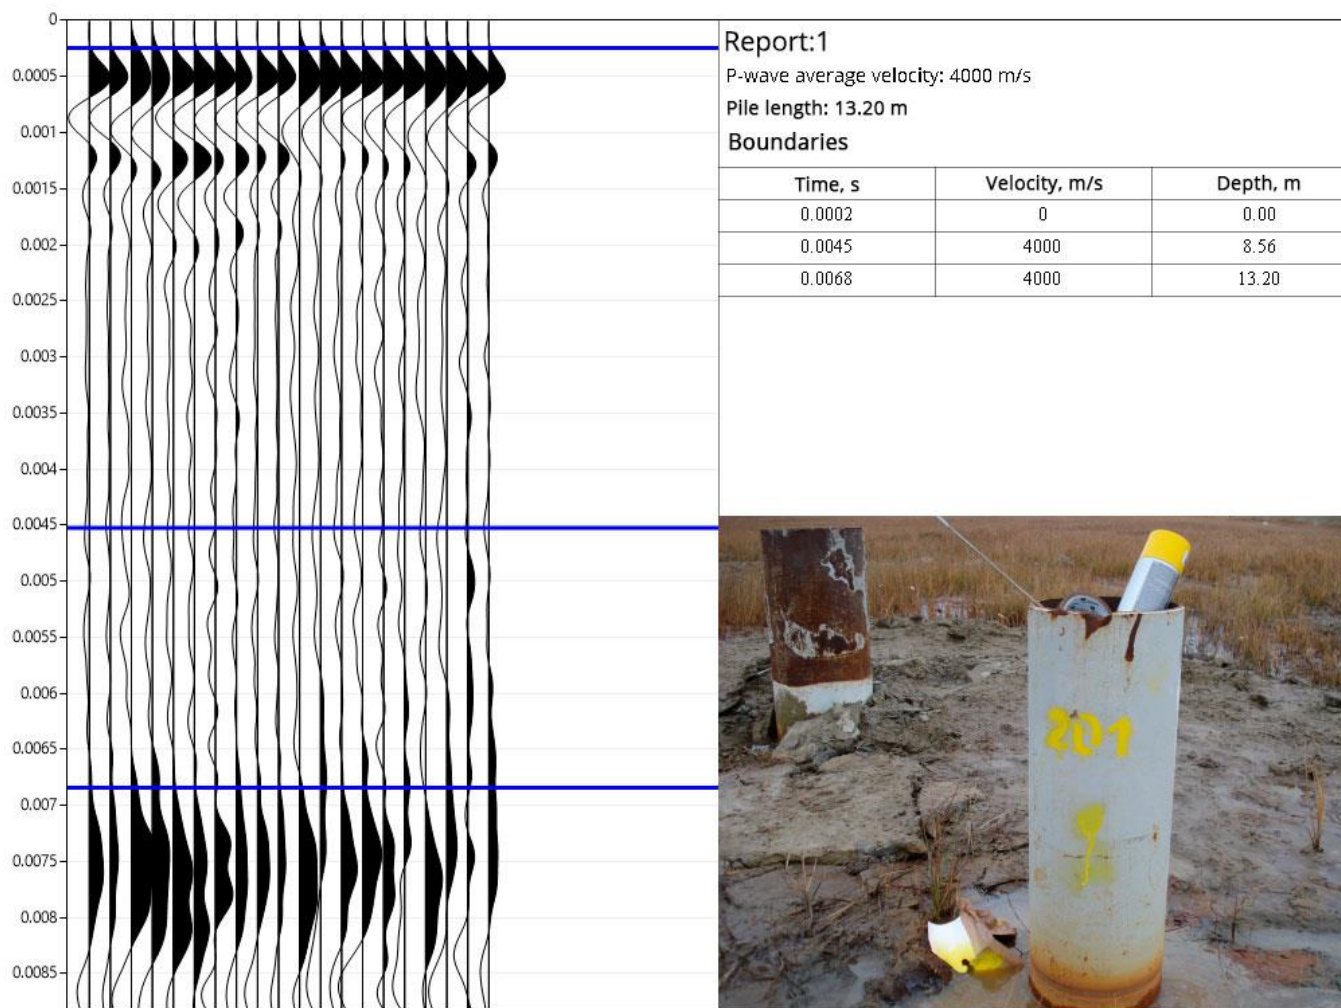 0
0.0005
0.001
0.0015
0.002
0.0025
0.003
0.0035
0.004
0.0045
0.005
0.0055
0.006
0.0065
0.007
0.0075
0.008
0.0085
Report:1
P-wave average velocity: 4000 m/s
Pile length: 13.20 m
Boundaries
Time, s Velocity, m/s Depth, m
0.0002 0 0.00
0.0045 4000 8.56
0.0068 4000 13.20
201